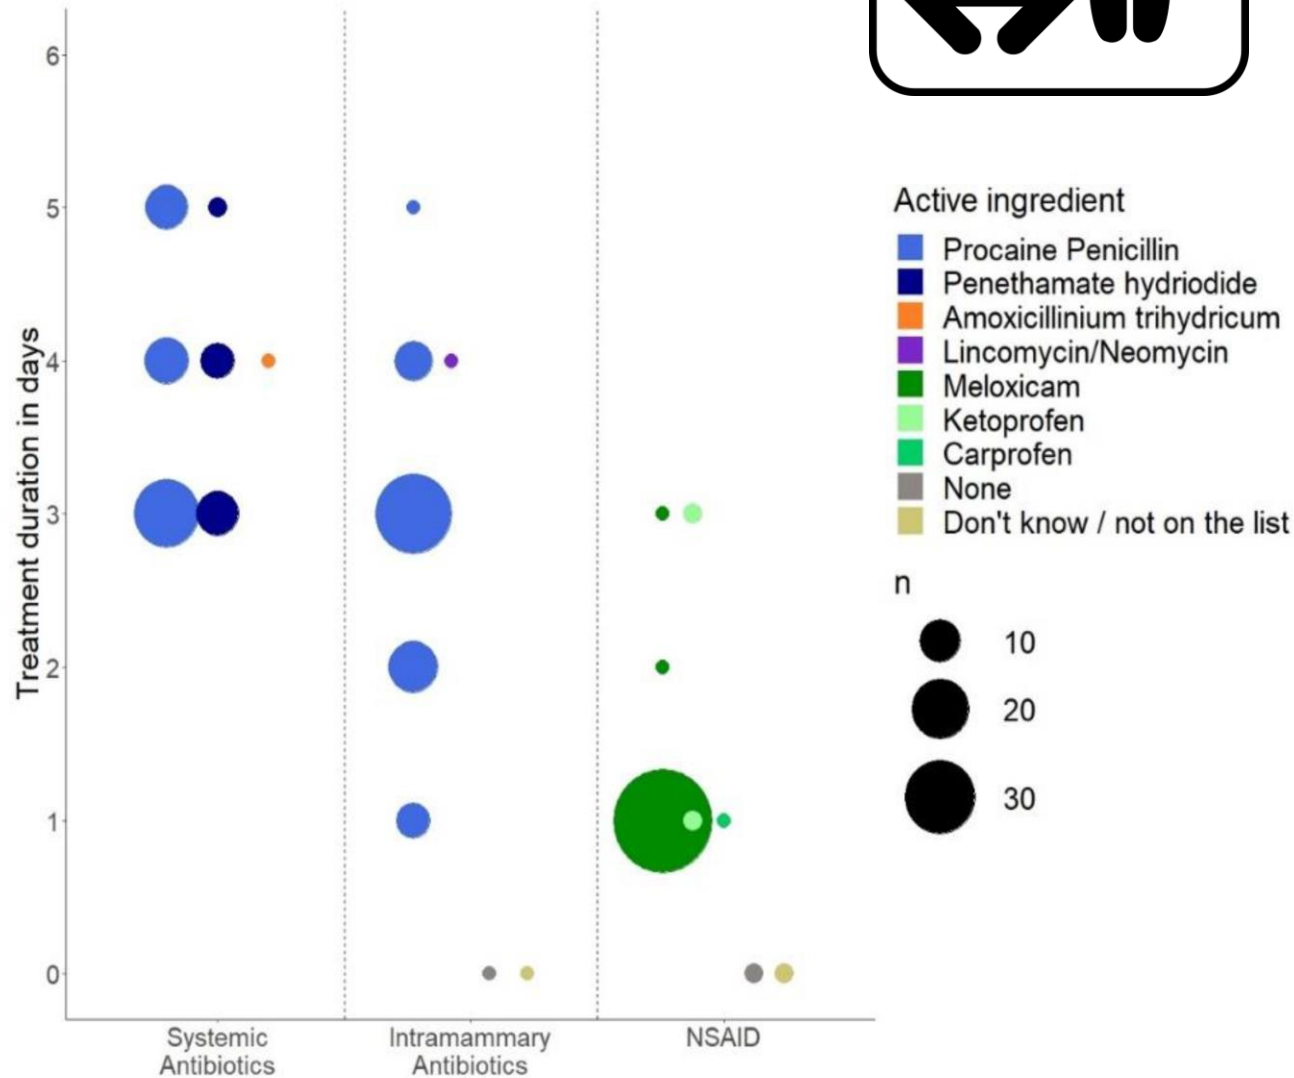 6
5
4
3
2
1
0
Treatment duration in days
Systemic
Antibiotics
Intramammary
Antibiotics
NSAID
Active ingredient
Procaine Penicillin
Penethamate hydriodide
Amoxicillinium trihydricum
Lincomycin/Neomycin
Meloxicam
Ketoprofen
Carprofen
None
Don't know / not on the list
n
10
20
30